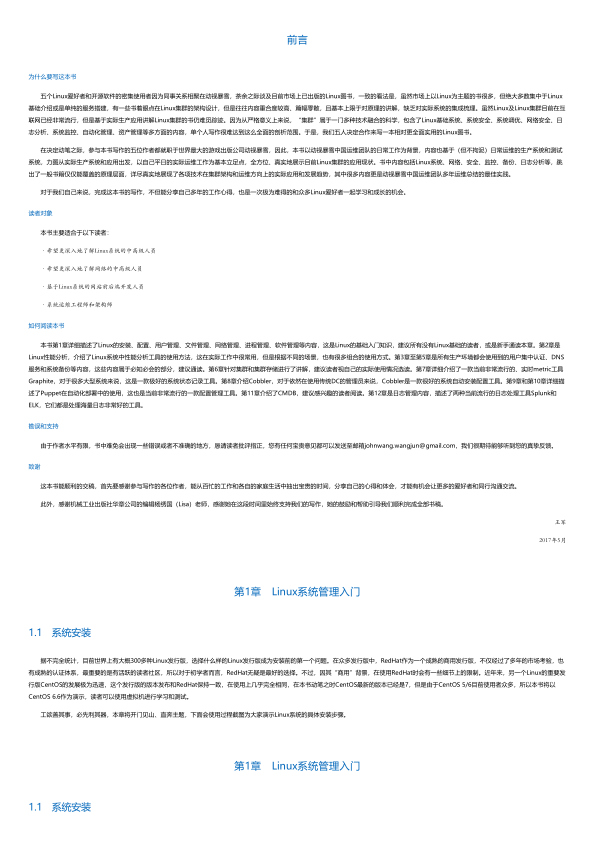 前言
为什么要写这本书
五个Linux爱好者和开源软件的密集使用者因为同事关系相聚在动视暴雪，茶余之际谈及目前市场上已出版的Linux图书，一致的看法是，虽然市场上以Linux为主题的书很多，但绝大多数集中于Linux
基础介绍或是单纯的服务搭建，有一些书着眼点在Linux集群的架构设计，但是往往内容重合度较高、篇幅零散，且基本上限于对原理的讲解，缺乏对实际系统的集成梳理。虽然Linux及Linux集群目前在互
联网已经非常流行，但是基于实际生产应用讲解Linux集群的书仍难觅踪迹。因为从严格意义上来说，“集群”属于一门多种技术融合的科学，包含了Linux基础系统、系统安全、系统调优、网络安全、日
志分析、系统监控、自动化管理、资产管理等多方面的内容，单个人写作很难达到这么全面的剖析范围。于是，我们五人决定合作来写一本相对更全面实用的Linux图书。
在决定动笔之际，参与本书写作的五位作者都就职于世界最大的游戏出版公司动视暴雪，因此，本书以动视暴雪中国运维团队的日常工作为背景，内容也基于（但不拘泥）日常运维的生产系统和测试
系统，力图从实际生产系统和应用出发，以自己平日的实际运维工作为基本立足点，全方位、真实地展示目前Linux集群的应用现状。书中内容包括Linux系统、网络、安全、监控、备份、日志分析等，跳
出了一般书籍仅仅能覆盖的原理层面，详尽真实地展现了各项技术在集群架构和运维方向上的实际应用和发展趋势，其中很多内容更是动视暴雪中国运维团队多年运维总结的最佳实践。
对于我们自己来说，完成这本书的写作，不但能分享自己多年的工作心得，也是一次极为难得的和众多Linux爱好者一起学习和成长的机会。
读者对象
本书主要适合于以下读者：
·希望更深入地了解Linux系统的中高级人员
·希望更深入地了解网络的中高级人员
·基于Linux系统的网站前后端开发人员
·系统运维工程师和架构师
如何阅读本书
本书第1章详细描述了Linux的安装、配置、用户管理、文件管理、网络管理、进程管理、软件管理等内容，这是Linux的基础入门知识，建议所有没有Linux基础的读者，或是新手通读本章。第2章是
Linux性能分析，介绍了Linux系统中性能分析工具的使用方法，这在实际工作中很常用，但是根据不同的场景，也有很多组合的使用方式。第3章至第5章是所有生产环境都会使用到的用户集中认证，DNS
服务和系统备份等内容，这些内容属于必知必会的部分，建议通读。第6章针对集群和集群存储进行了讲解，建议读者视自己的实际使用情况选读。第7章详细介绍了一款当前非常流行的、实时metric工具
Graphite，对于很多大型系统来说，这是一款极好的系统状态记录工具。第8章介绍Cobbler，对于依然在使用传统DC的管理员来说，Cobbler是一款很好的系统自动安装配置工具。第9章和第10章详细描
述了Puppet在自动化部署中的使用，这也是当前非常流行的一款配置管理工具。第11章介绍了CMDB，建议感兴趣的读者阅读。第12章是日志管理内容，描述了两种当前流行的日志处理工具Splunk和
ELK，它们都是处理海量日志非常好的工具。
勘误和支持
由于作者水平有限，书中难免会出现一些错误或者不准确的地方，恳请读者批评指正，您有任何宝贵意见都可以发送至邮箱johnwang.wangjun@gmail.com，我们很期待能够听到您的真挚反馈。
致谢
这本书能顺利的交稿，首先要感谢参与写作的各位作者，能从百忙的工作和各自的家庭生活中抽出宝贵的时间，分享自己的心得和体会，才能有机会让更多的爱好者和同行沟通交流。
此外，感谢机械工业出版社华章公司的编辑杨绣国（Lisa）老师，感谢她在这段时间里始终支持我们的写作，她的鼓励和帮助引导我们顺利完成全部书稿。
王军
2017年5月
第1章 Linux系统管理入门
1.1 系统安装
据不完全统计，目前世界上有大概300多种Linux发行版，选择什么样的Linux发行版成为安装前的第一个问题。在众多发行版中，RedHat作为一个成熟的商用发行版，不仅经过了多年的市场考验，也
有成熟的认证体系，最重要的是有活跃的读者社区，所以对于初学者而言，RedHat无疑是最好的选择。不过，因其“商用”背景，在使用RedHat时会有一些细节上的限制。近年来，另一个Linux的重要发
行版CentOS的发展极为迅速，这个发行版的版本发布和RedHat保持一致，在使用上几乎完全相同，在本书动笔之时CentOS最新的版本已经是7，但是由于CentOS 5/6目前使用者众多，所以本书将以
CentOS 6.6作为演示，读者可以使用虚拟机进行学习和测试。
工欲善其事，必先利其器，本章将开门见山，直奔主题，下面会使用过程截图为大家演示Linux系统的具体安装步骤。
第1章 Linux系统管理入门
1.1 系统安装